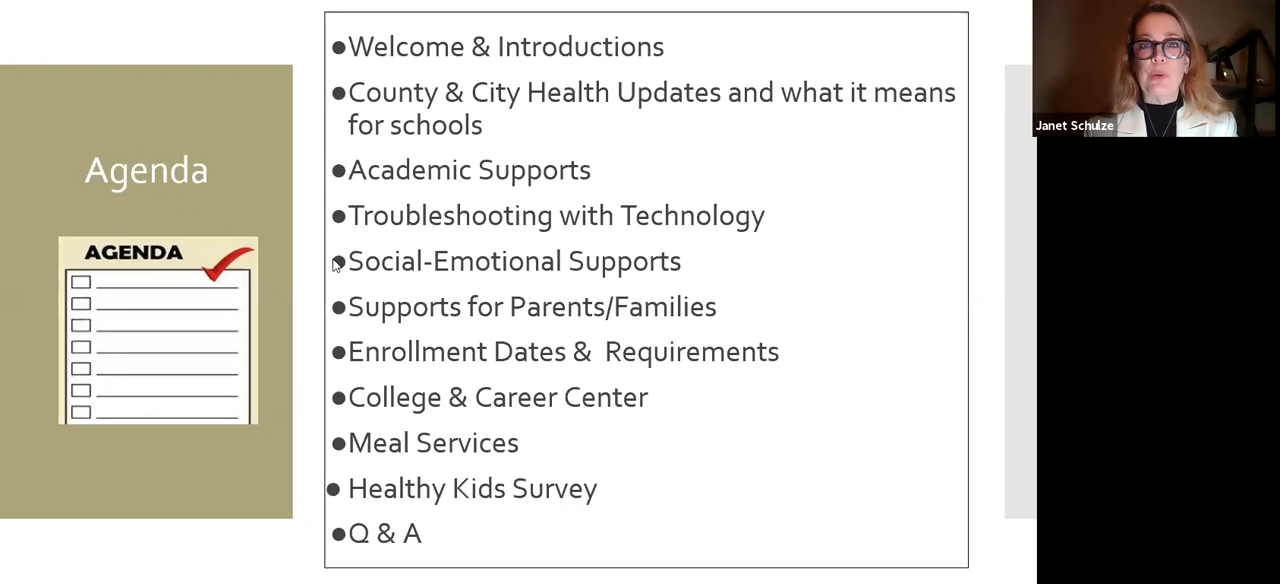 Agenda
AGENDA
●Welcome & Introductions
●County & City Health Updates and what it means
for schools
●Academic Supports
●Troubleshooting with Technology
●Social-Emotional Supports
●Supports for Parents/Families
●Enrollment Dates &  Requirements
●College & Career Center
●Meal Services
● Healthy Kids Survey
●Q & A
Janet Schulze